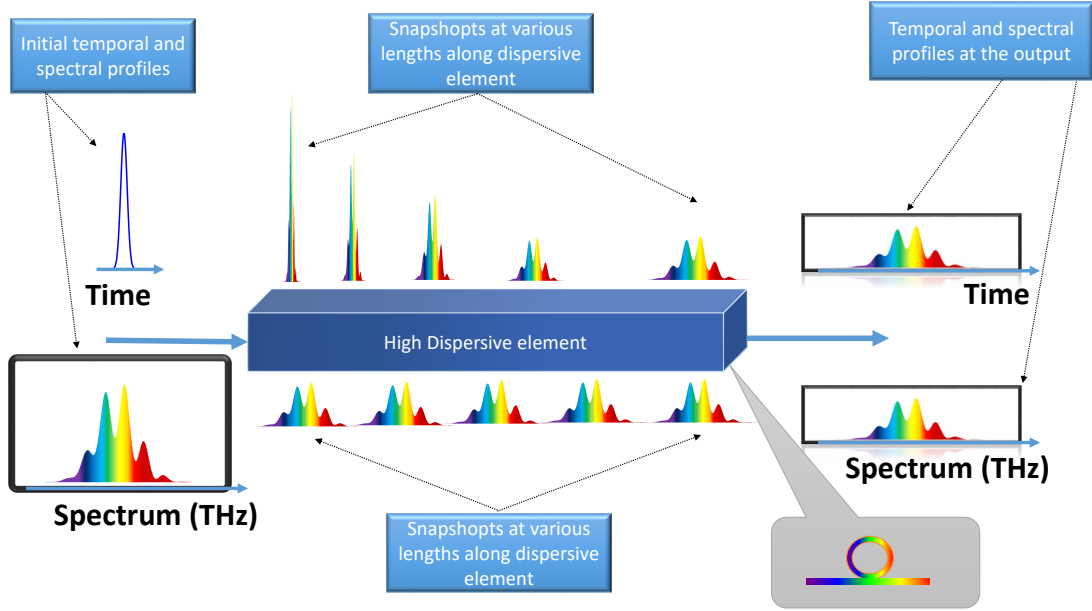 Initial temporal and
spectral profiles
Snapshopts at various
lengths along dispersive
element
Temporal and spectral
profiles at the output
Time
Time
High Dispersive element
Spectrum (THz)
Spectrum (THz)
Snapshopts at various
lengths along dispersive
element